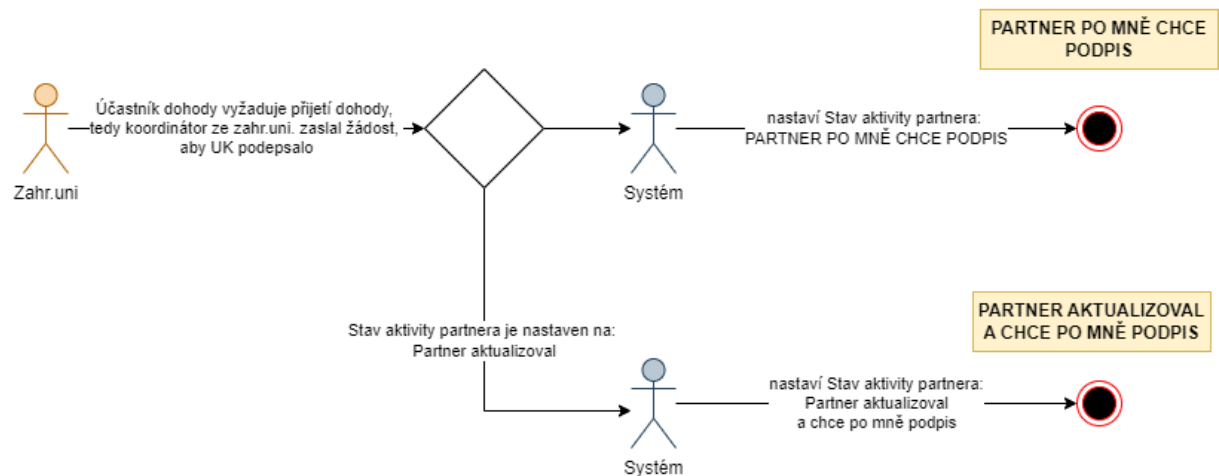 PARTNER PO MNĚ CHCE
PODPIS
Účastník dohody vyžaduje přijetí dohody,
tedy koordinátor ze zahr.uni. zaslal žádost,
aby UK podepsalo
nastaví Stav aktivity partnera:
PARTNER PO MNĚ CHCE PODPIS
Zahr.uni
Systém
PARTNER AKTUALIZOVAL
A CHCE PO MNĚ PODPIS
Stav aktivity partnera je nastaven na:
Partner aktualizoval
nastaví Stav aktivity partnera:
Partner aktualizoval
a chce po mně podpis
Systém